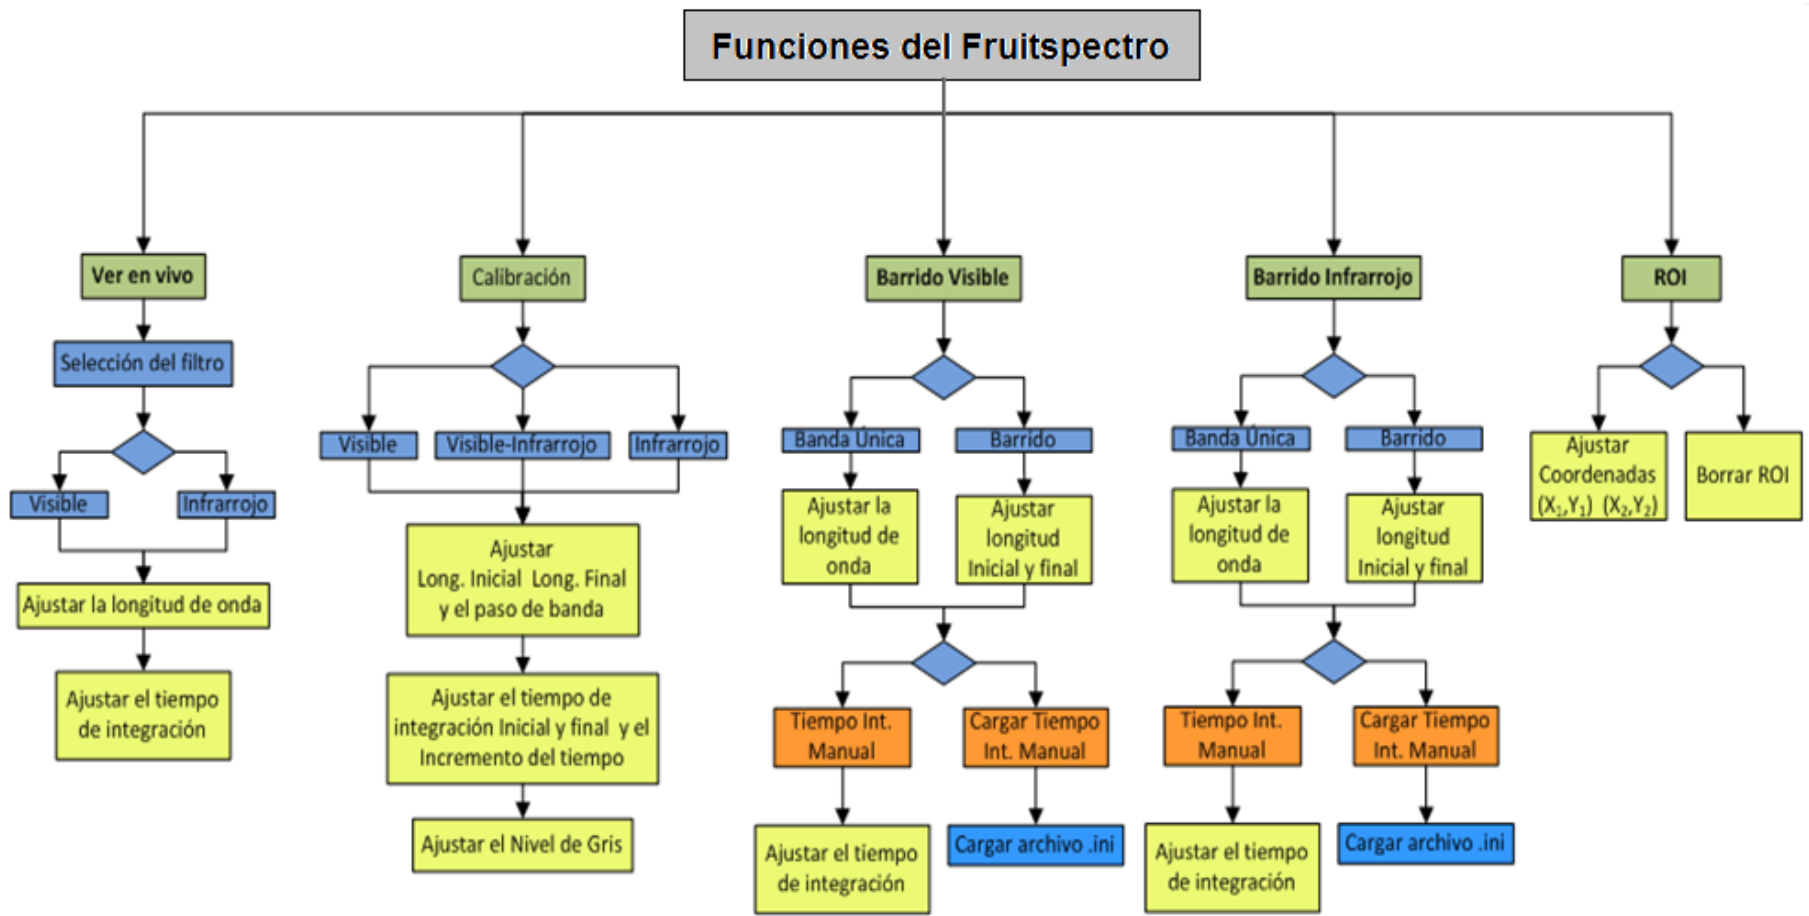 Funciones del Fruitspectro
Ver en vivo
Selección del filtro
Visible
Infrarrojo
Ajustar la longitud de onda
Ajustar el tiempo
de integración
Calibración
Visible
Visible-Infrarrojo
Infrarrojo
Ajustar
Long. Inicial Long. Final
y el paso de banda
Ajustar el tiempo de
integración Inicial y final y el
Incremento del tiempo
Ajustar el Nivel de Gris
Barrido Visible
Banda Única
Barrido
Ajustar la
longitud de
onda
Ajustar
longitud
Inicial y final
Tiempo Int.
Manual
Cargar Tiempo
Int. Manual
Ajustar el tiempo
de integración
Cargar archivo .ini
Barrido Infrarrojo
Banda Única
Barrido
Ajustar la
longitud de
onda
Ajustar
longitud
Inicial y final
Tiempo Int.
Manual
Cargar Tiempo
Int. Manual
Ajustar el tiempo
de integración
Cargar archivo .ini
ROI
Ajustar
Coordenadas
(X₁,Y₁) (X₂,Y₂)
Borrar ROI